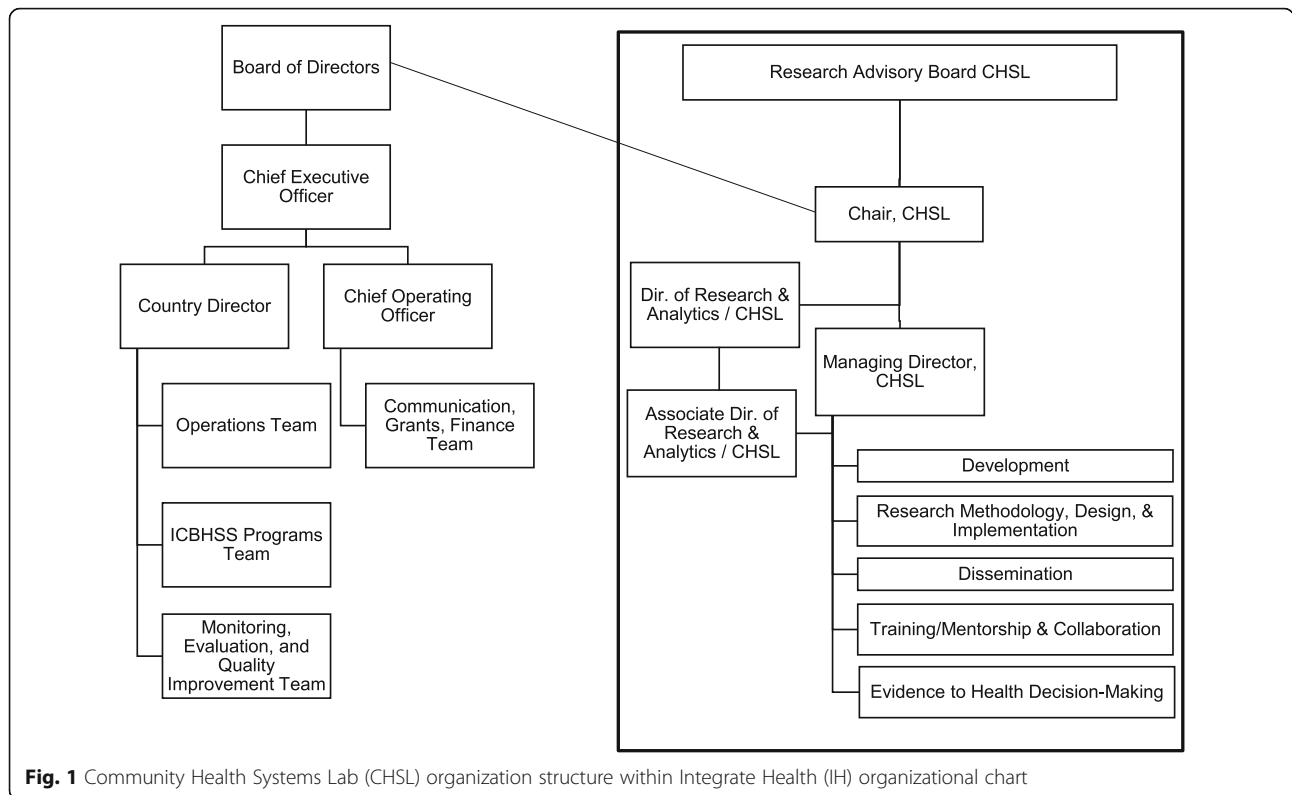 Board of Directors
Chief Executive
Officer
Country Director
Chief Operating
Officer
Operations Team
Communication,
Grants, Finance
Team
ICBHSS Programs
Team
Monitoring,
Evaluation, and
Quality
Improvement Team
Research Advisory Board CHSL
Chair, CHSL
Dir. of Research &
Analytics / CHSL
Managing Director,
CHSL
Associate Dir. of
Research &
Analytics / CHSL
Development
Research Methodology, Design, &
Implementation
Dissemination
Training/Mentorship & Collaboration
Evidence to Health Decision-Making
Fig. 1 Community Health Systems Lab (CHSL) organization structure within Integrate Health (IH) organizational chart